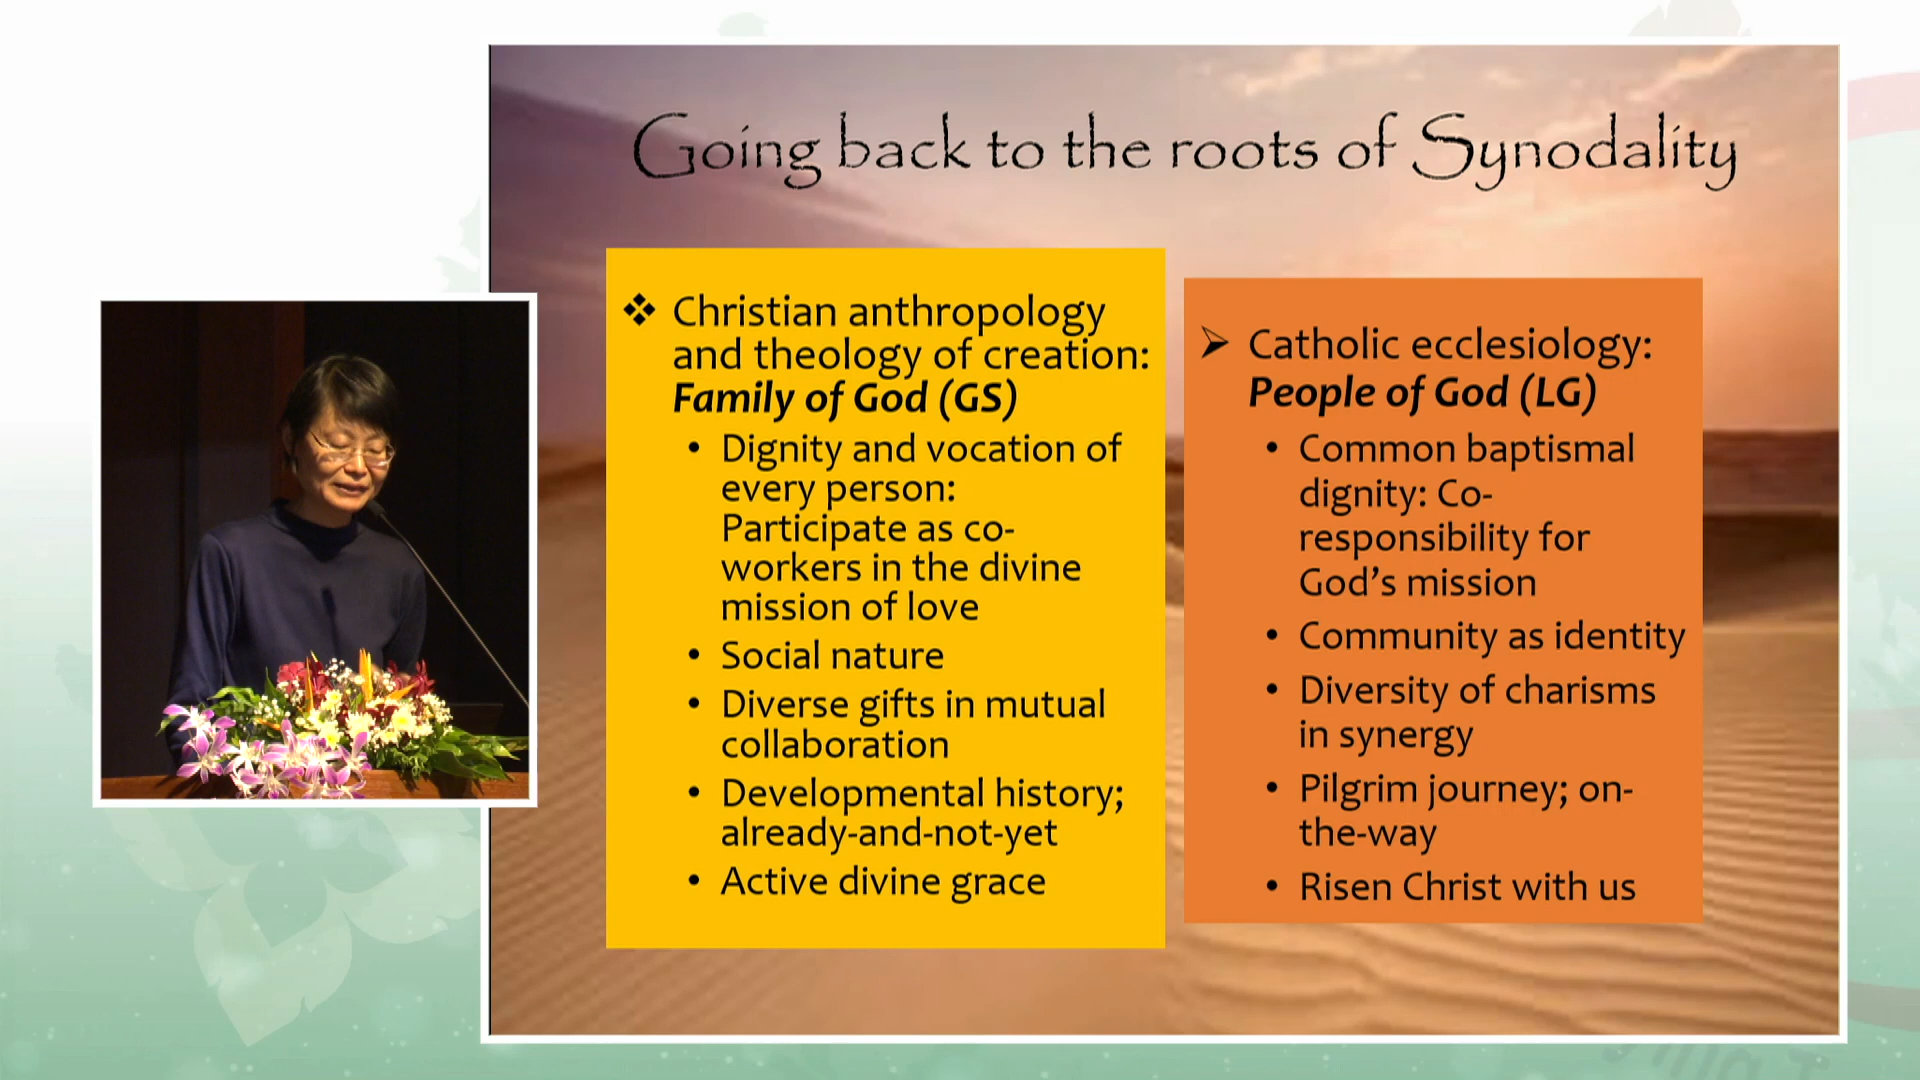 Going back to the roots of Synodality
Christian anthropology
and theology of creation:
Family of God (GS)
• Dignity and vocation of
every person:
Participate as co-
workers in the divine
mission of love
• Social nature
• Diverse gifts in mutual
collaboration
• Developmental history;
already-and-not-yet
• Active divine grace
Catholic ecclesiology:
People of God (LG)
• Common baptismal
dignity: Co-
responsibility for
God’s mission
• Community as identity
• Diversity of charisms
in synergy
• Pilgrim journey; on-
the-way
• Risen Christ with us